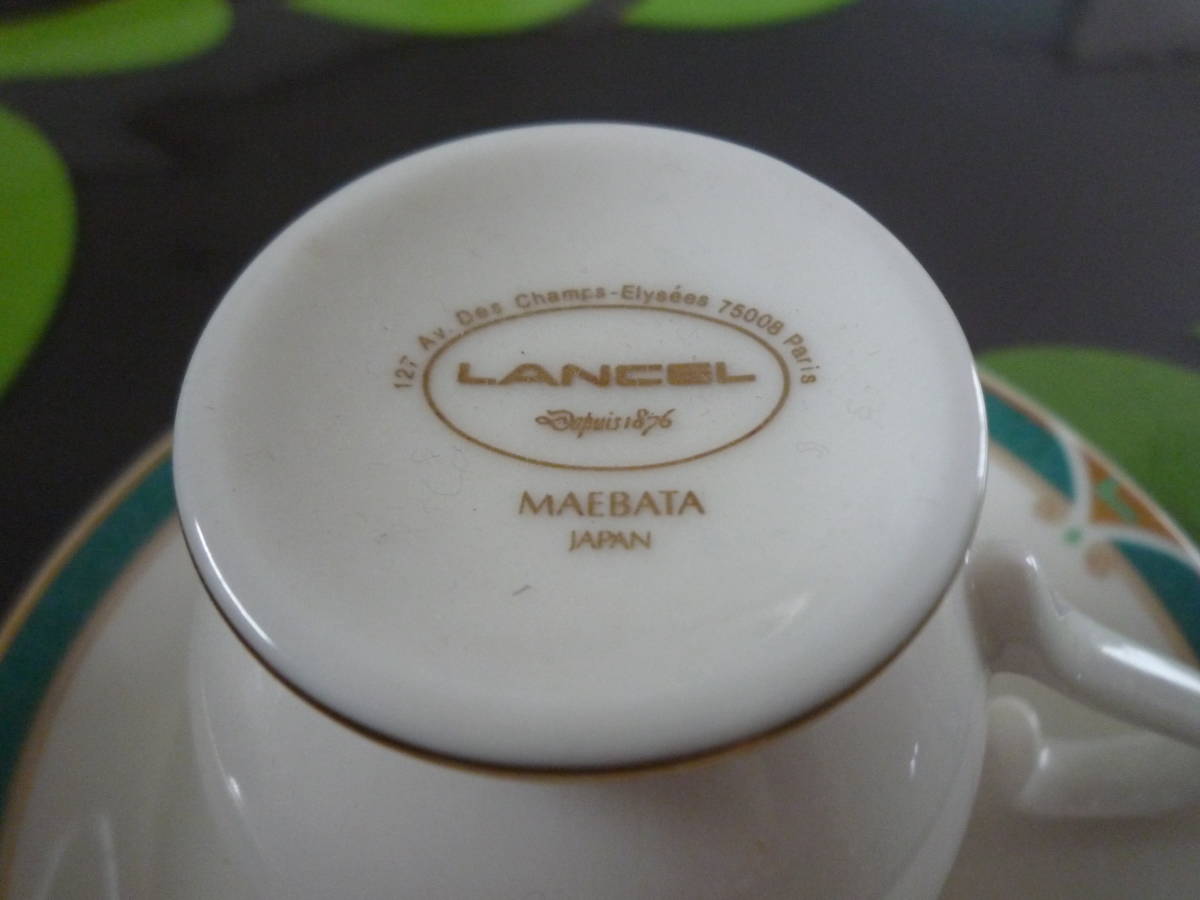 127 Av. Des Champs-Elysées 75008 Paris
LANCEL
Depuis 1876
MAEBATA
JAPAN